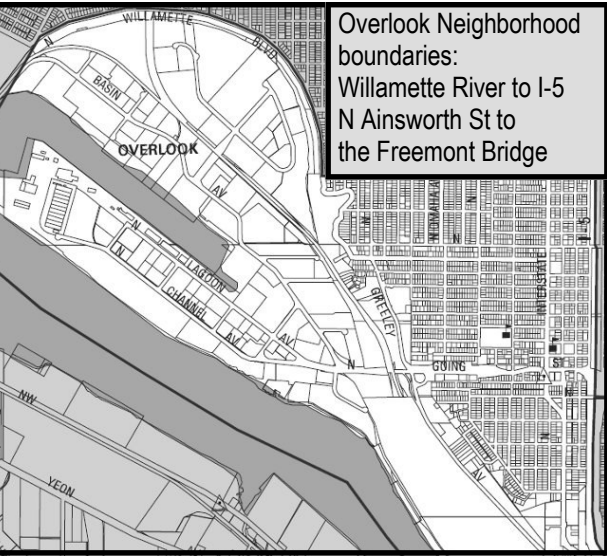 Overlook Neighborhood
boundaries:
Willamette River to I-5
N Ainsworth St to
the Freemont Bridge
N WILLAMETTE BLVD
N BASIN AV
OVERLOOK
N LAGOON AV
N CHANNEL AV
N GREELEY AV
N OMAHA
N
N INTERSTATE
I-5
N GOING ST
N
N
NW YEON